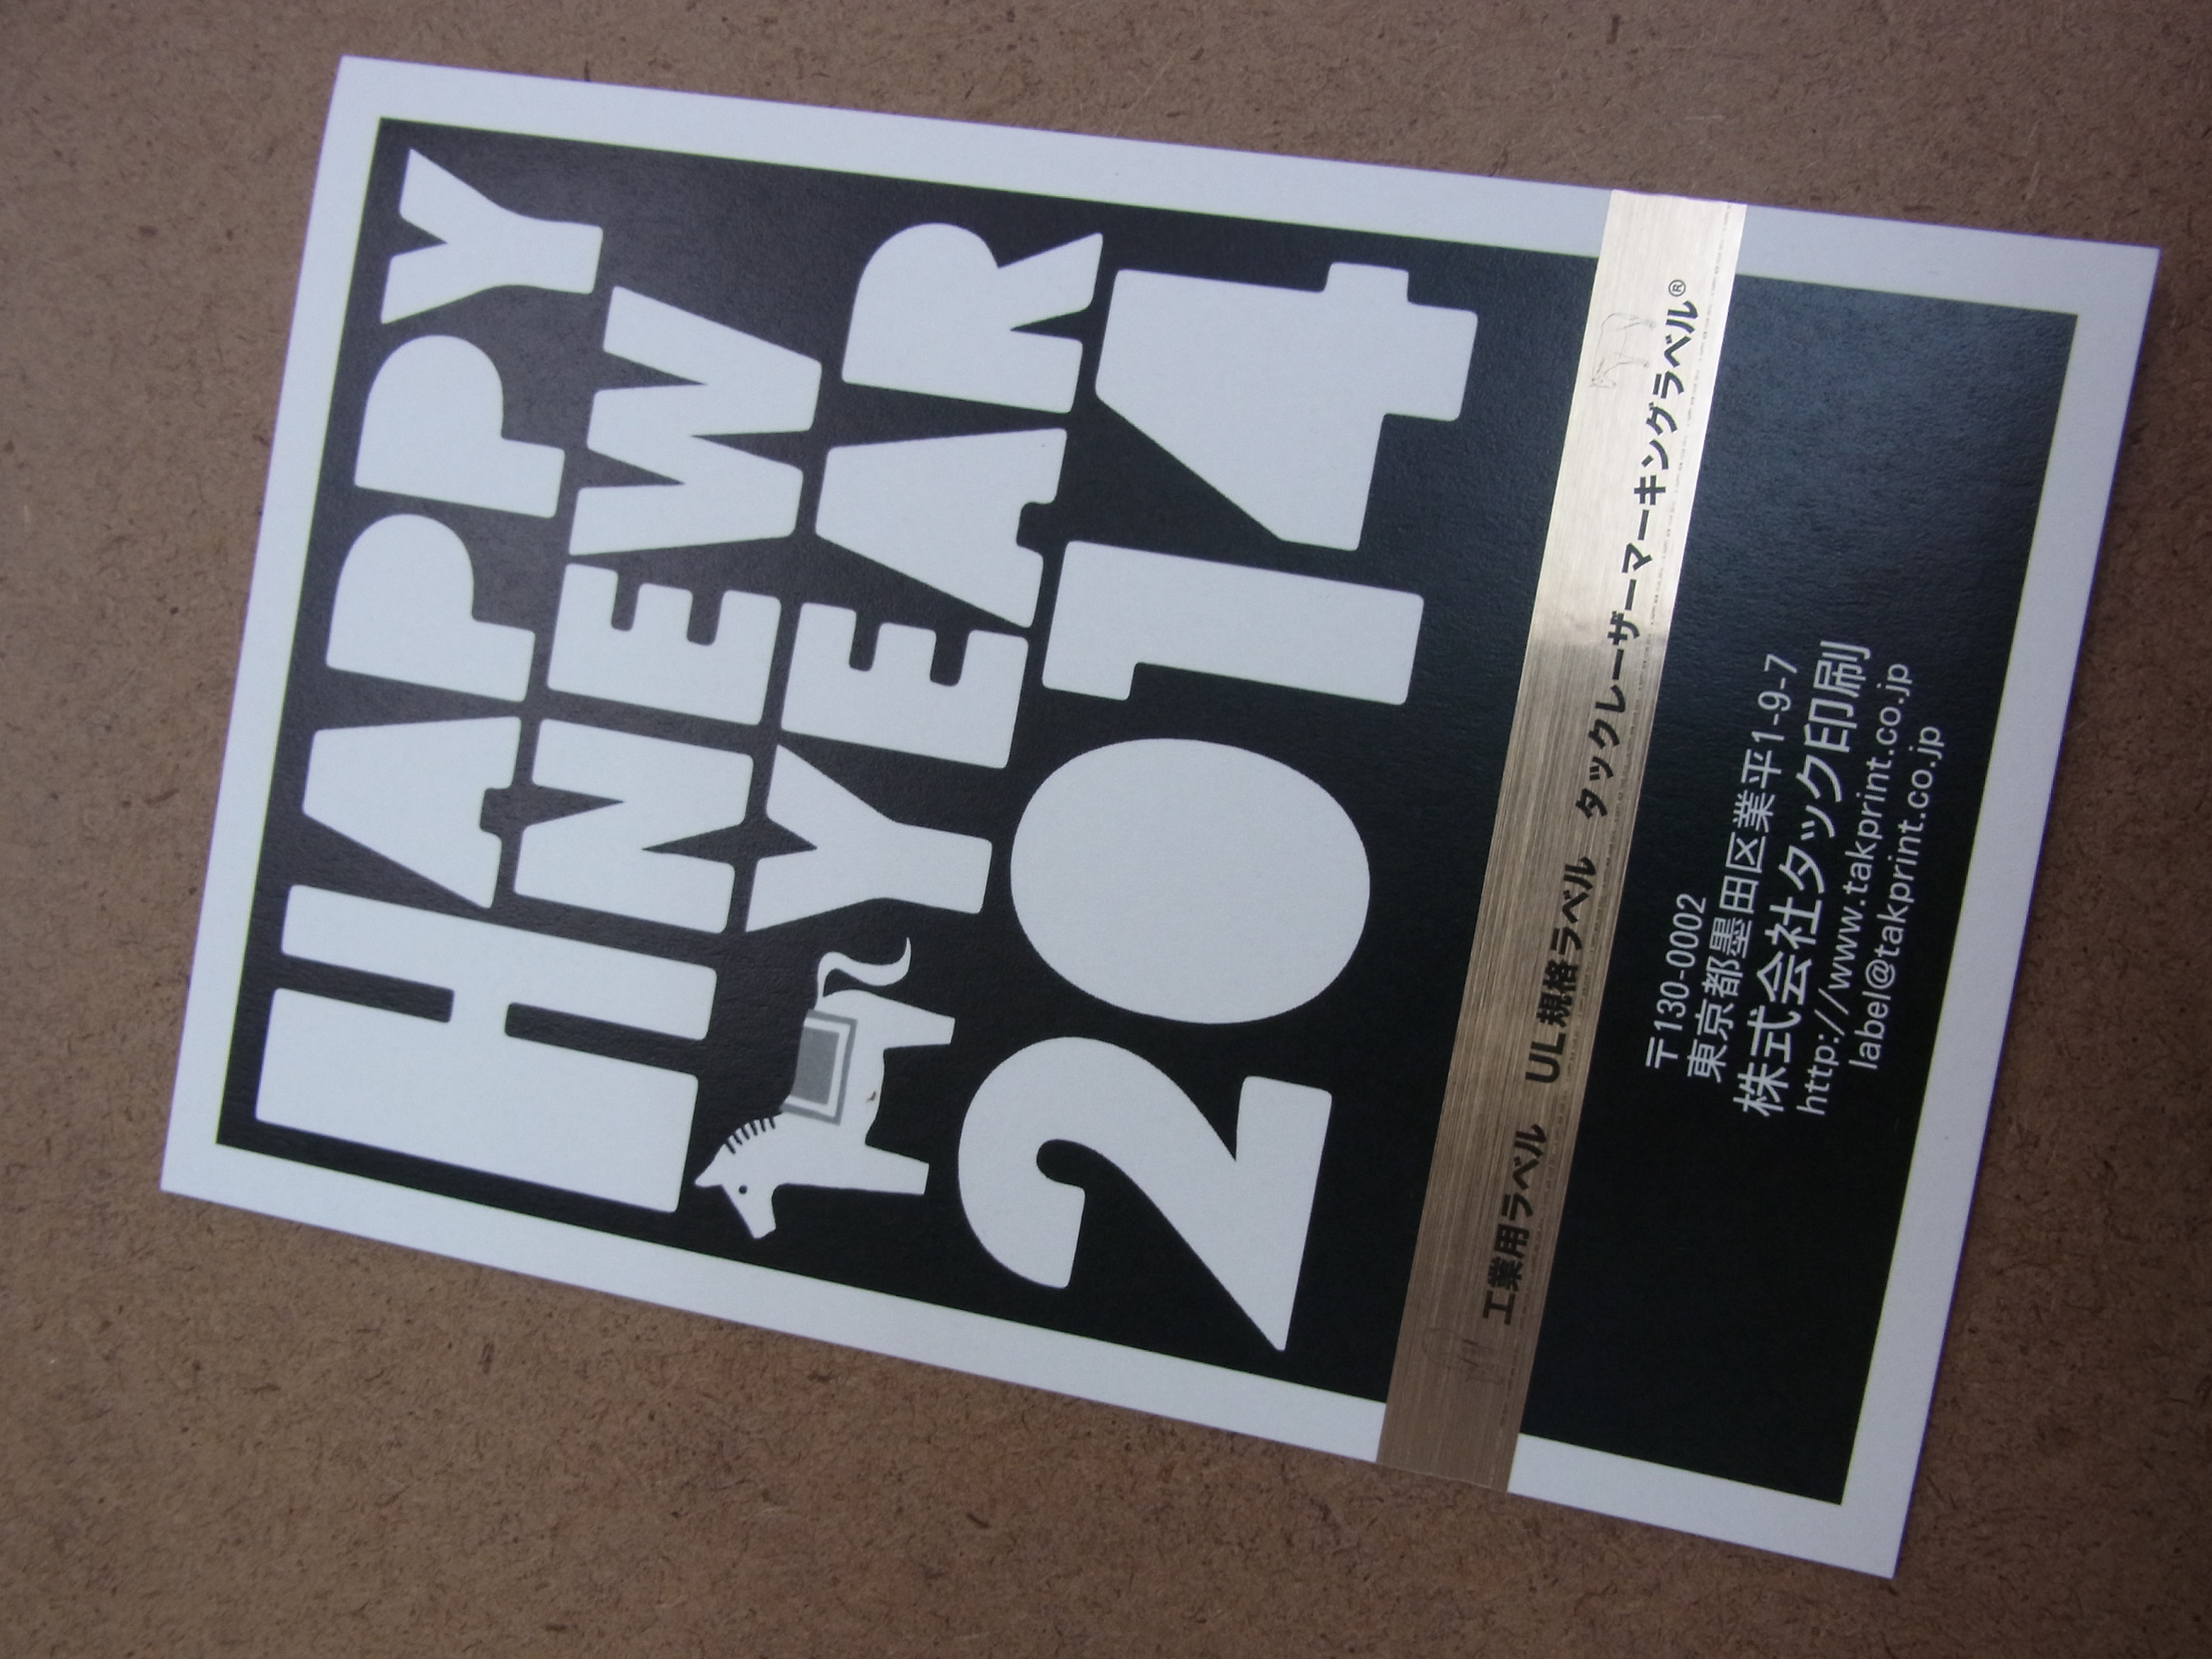 HAPPY
NEW
YEAR
2014
工業用ラベル UL規格ラベル タックレーザーマーキングラベル®
〒130-0002
東京都墨田区業平1-9-7
株式会社タック印刷
http://www.takprint.co.jp
label@takprint.co.jp